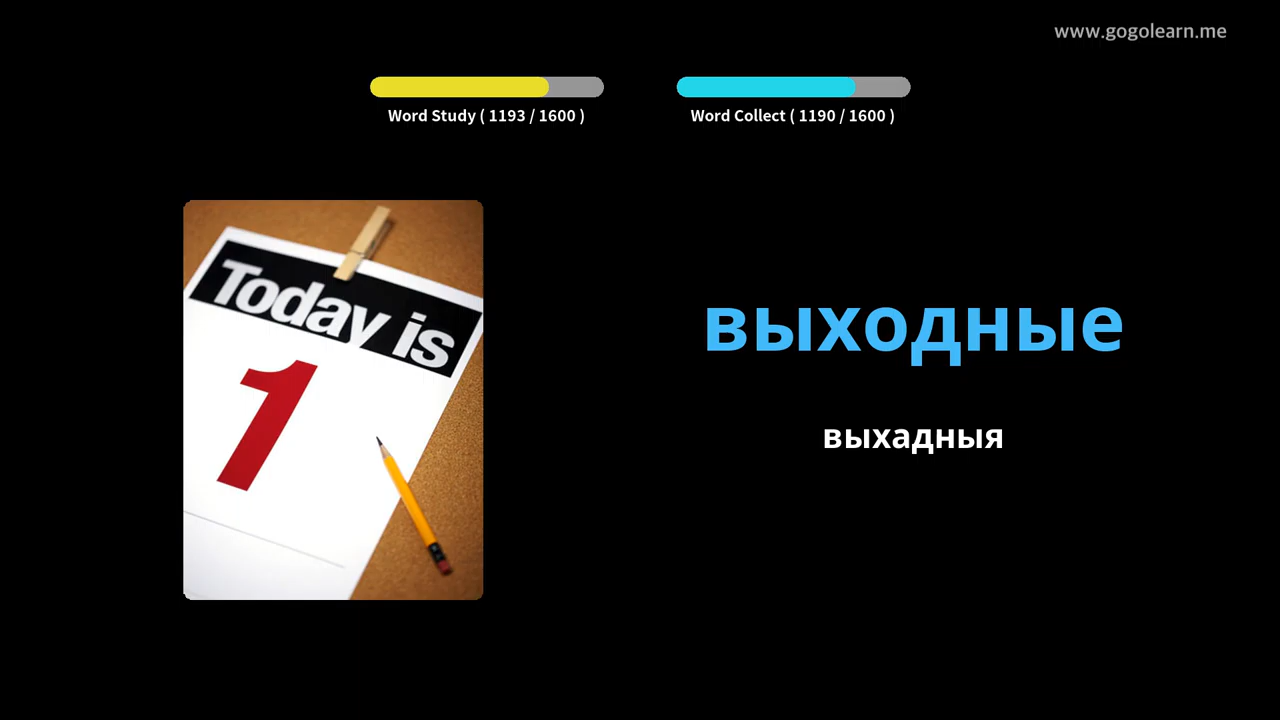 www.gogolearn.me
Word Study ( 1193 / 1600 )
Word Collect ( 1190 / 1600 )
Today is
1
выходные
выхадныя